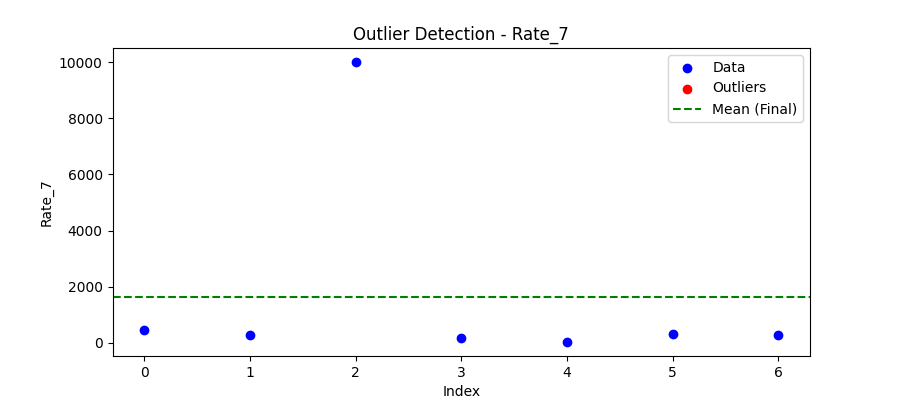 Outlier Detection - Rate_7
10000
8000
6000
4000
2000
0
Rate_7
Data
Outliers
Mean (Final)
0 1 2 3 4 5 6
Index